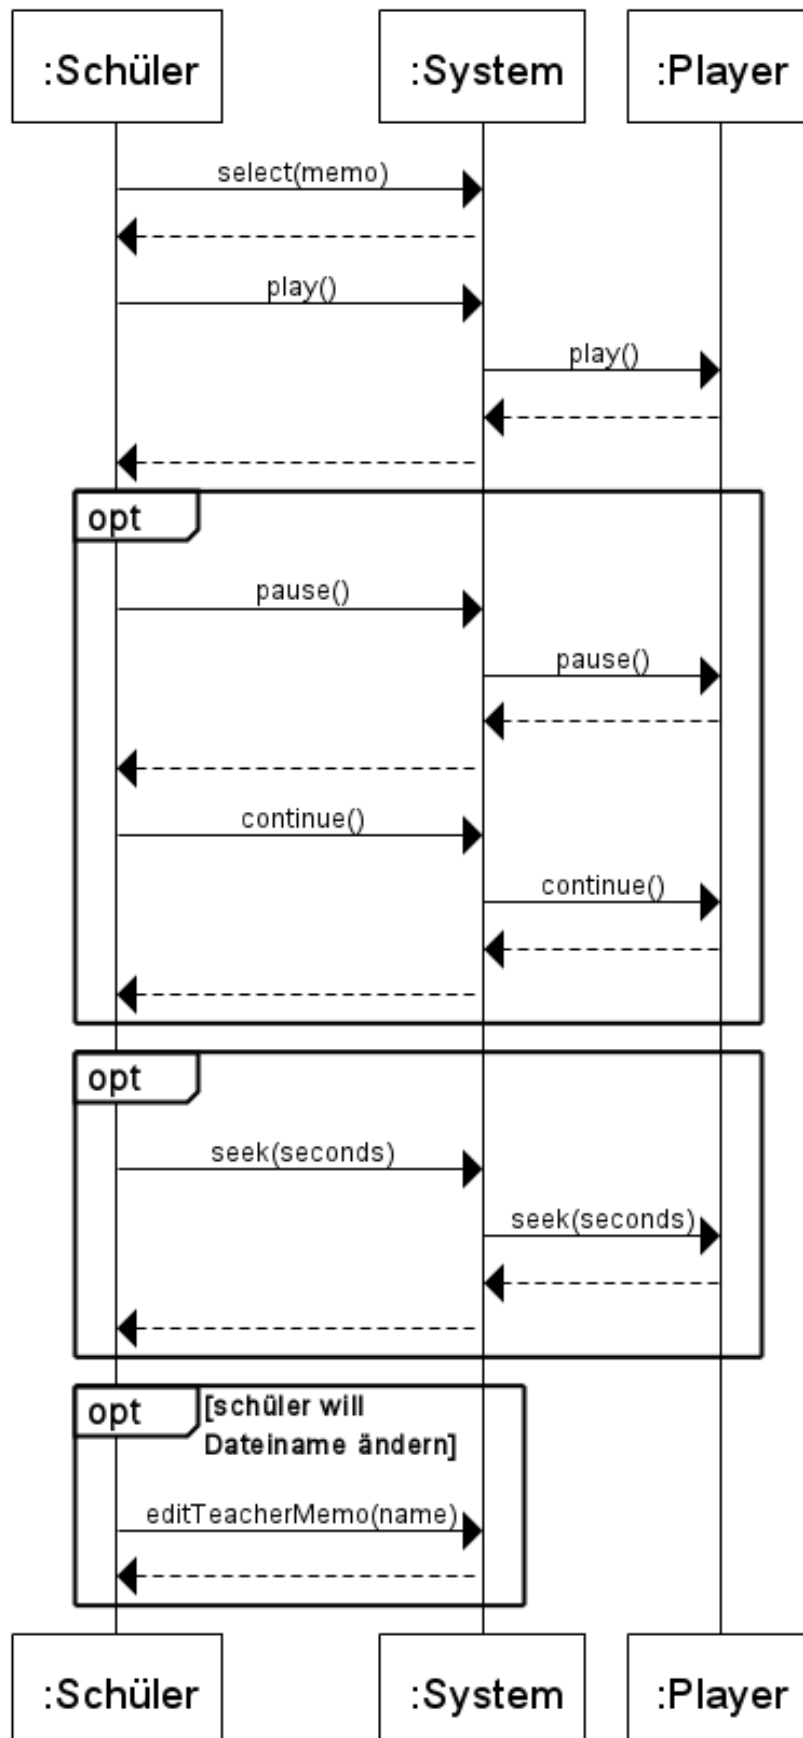 :Schüler :System :Player
select(memo)
play()
play()
opt
pause()
pause()
continue()
continue()
opt
seek(seconds)
seek(seconds)
opt [schüler will
Dateiname ändern]
editTeacherMemo(name)
:Schüler :System :Player